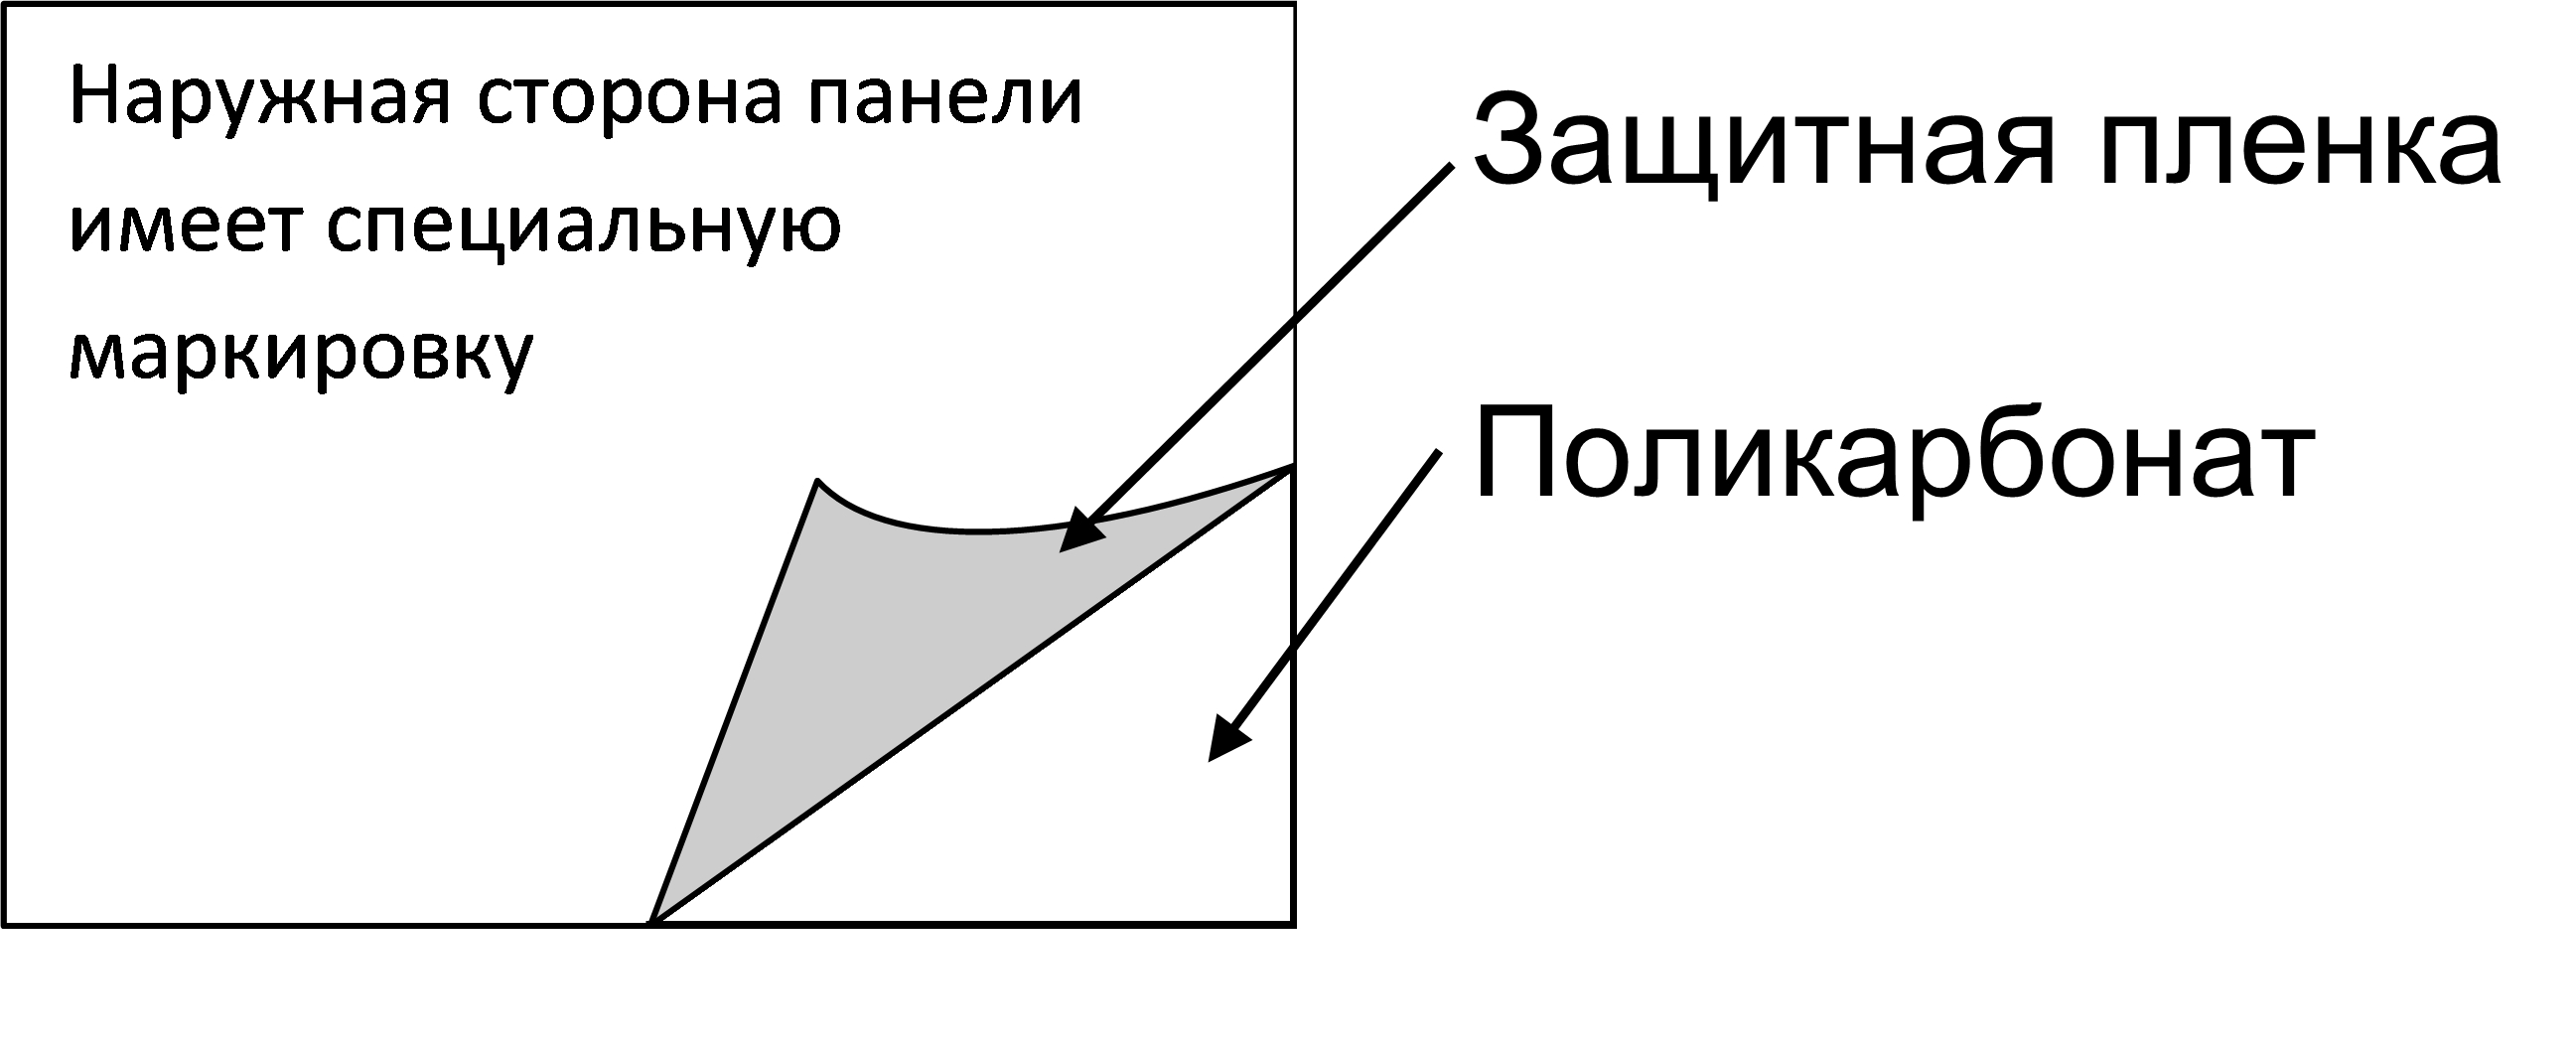 Наружная сторона панели
имеет специальную
маркировку
Защитная пленка
Поликарбонат